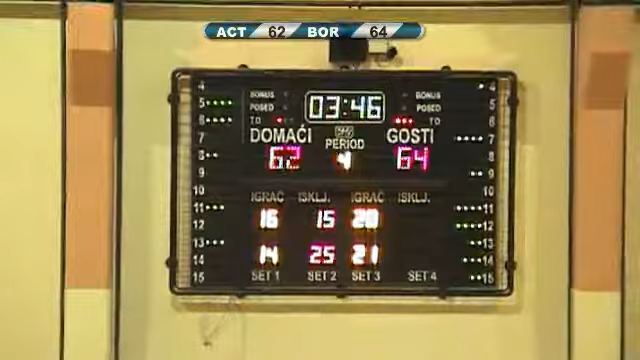 ACT 62 BOR 64
4 BONUS BONUS 4
5 POSED 03:46 POSED 5
6 TO TO 6
7 DOMAĆI PERIOD GOSTI 7
8 62 4 64 8
9 9
10 IGRAČ ISKLJ. IGRAČ ISKLJ. 10
11 16 15 20 11
12 12
13 13
14 14 25 21 14
15 SET 1 SET 2 SET 3 SET 4 15